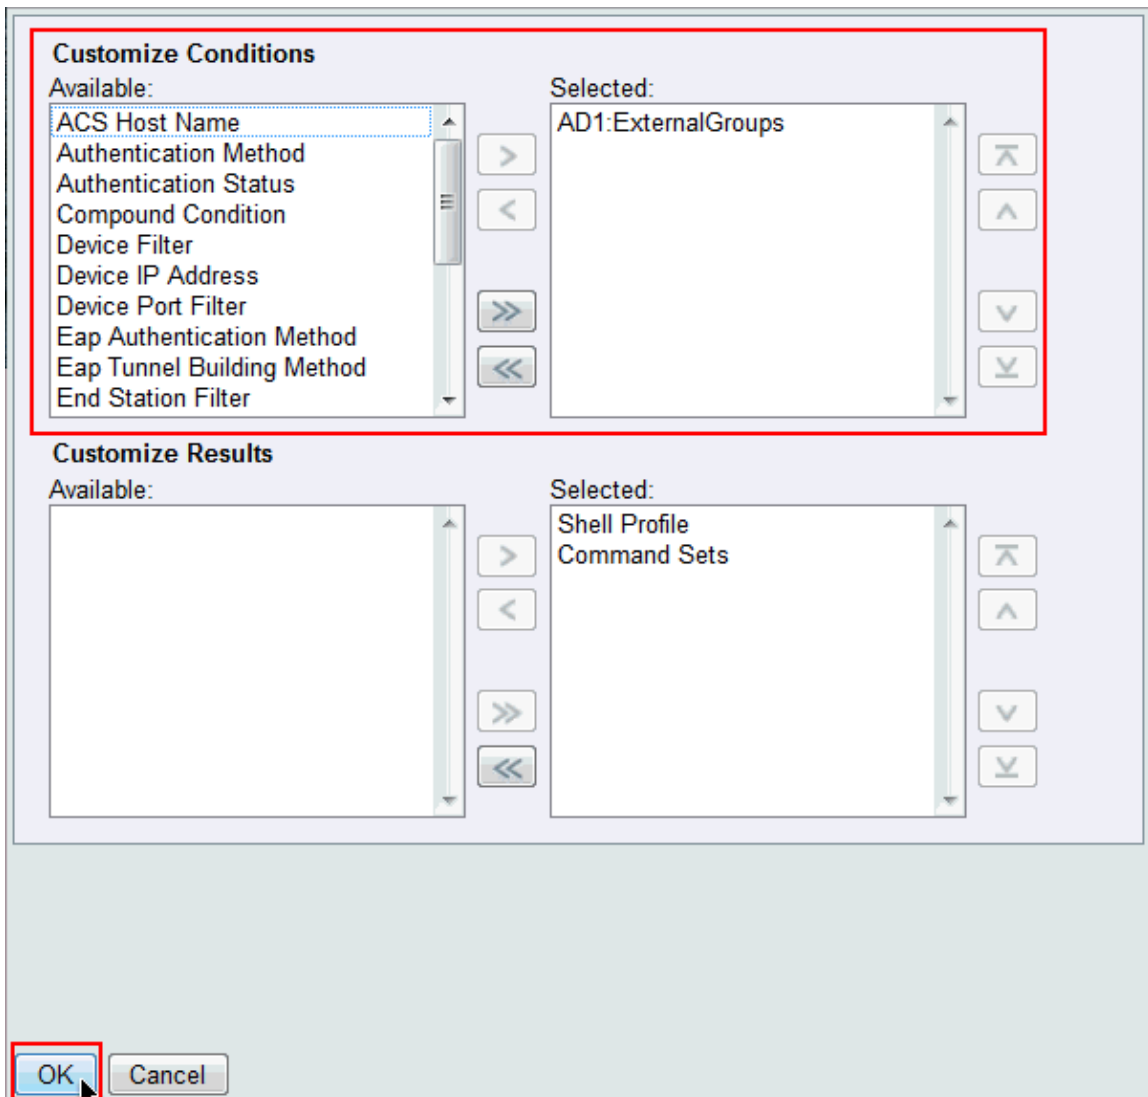 Customize Conditions
Available:
Selected:
ACS Host Name
Authentication Method
Authentication Status
Compound Condition
Device Filter
Device IP Address
Device Port Filter
Eap Authentication Method
Eap Tunnel Building Method
End Station Filter
AD1:ExternalGroups
Customize Results
Available:
Selected:
Shell Profile
Command Sets
OK
Cancel